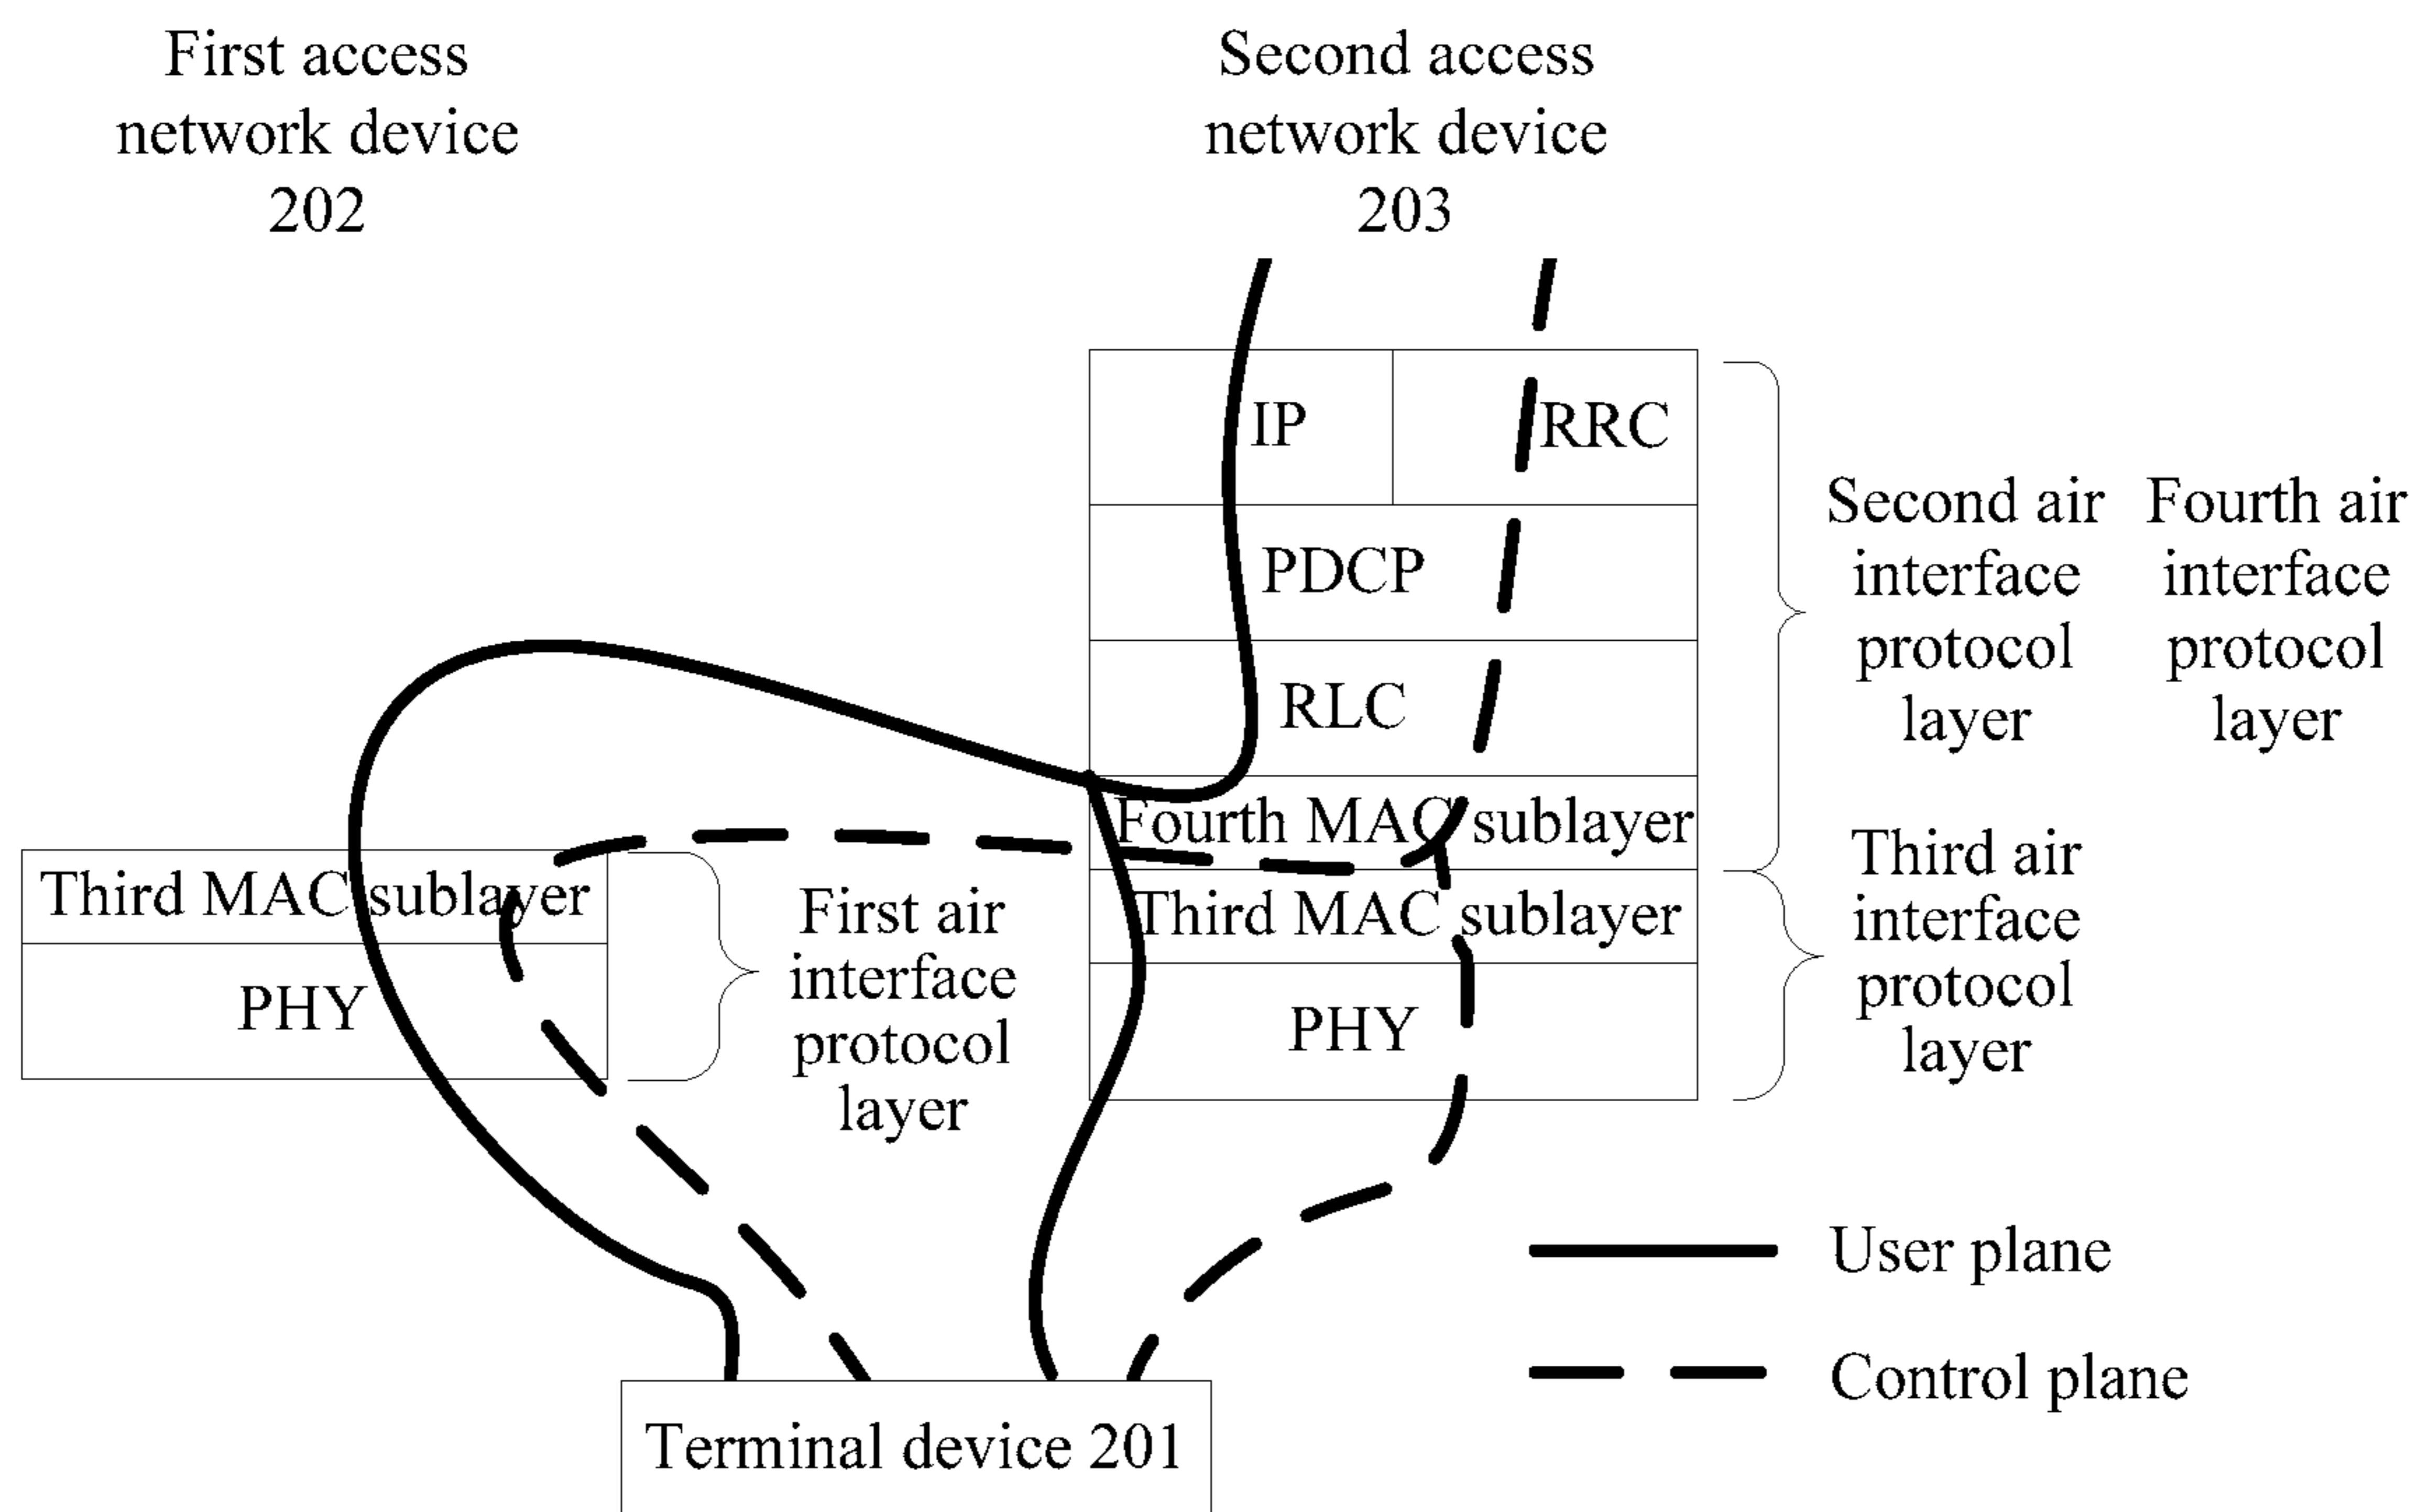 First access
network device
202
Second access
network device
203
IP
RRC
PDCP
RLC
Fourth MAC sublayer
Third MAC sublayer
PHY
Second air
interface
protocol
layer
Fourth air
interface
protocol
layer
Third air
interface
protocol
layer
Third MAC sublayer
PHY
First air
interface
protocol
layer
User plane
Control plane
Terminal device 201